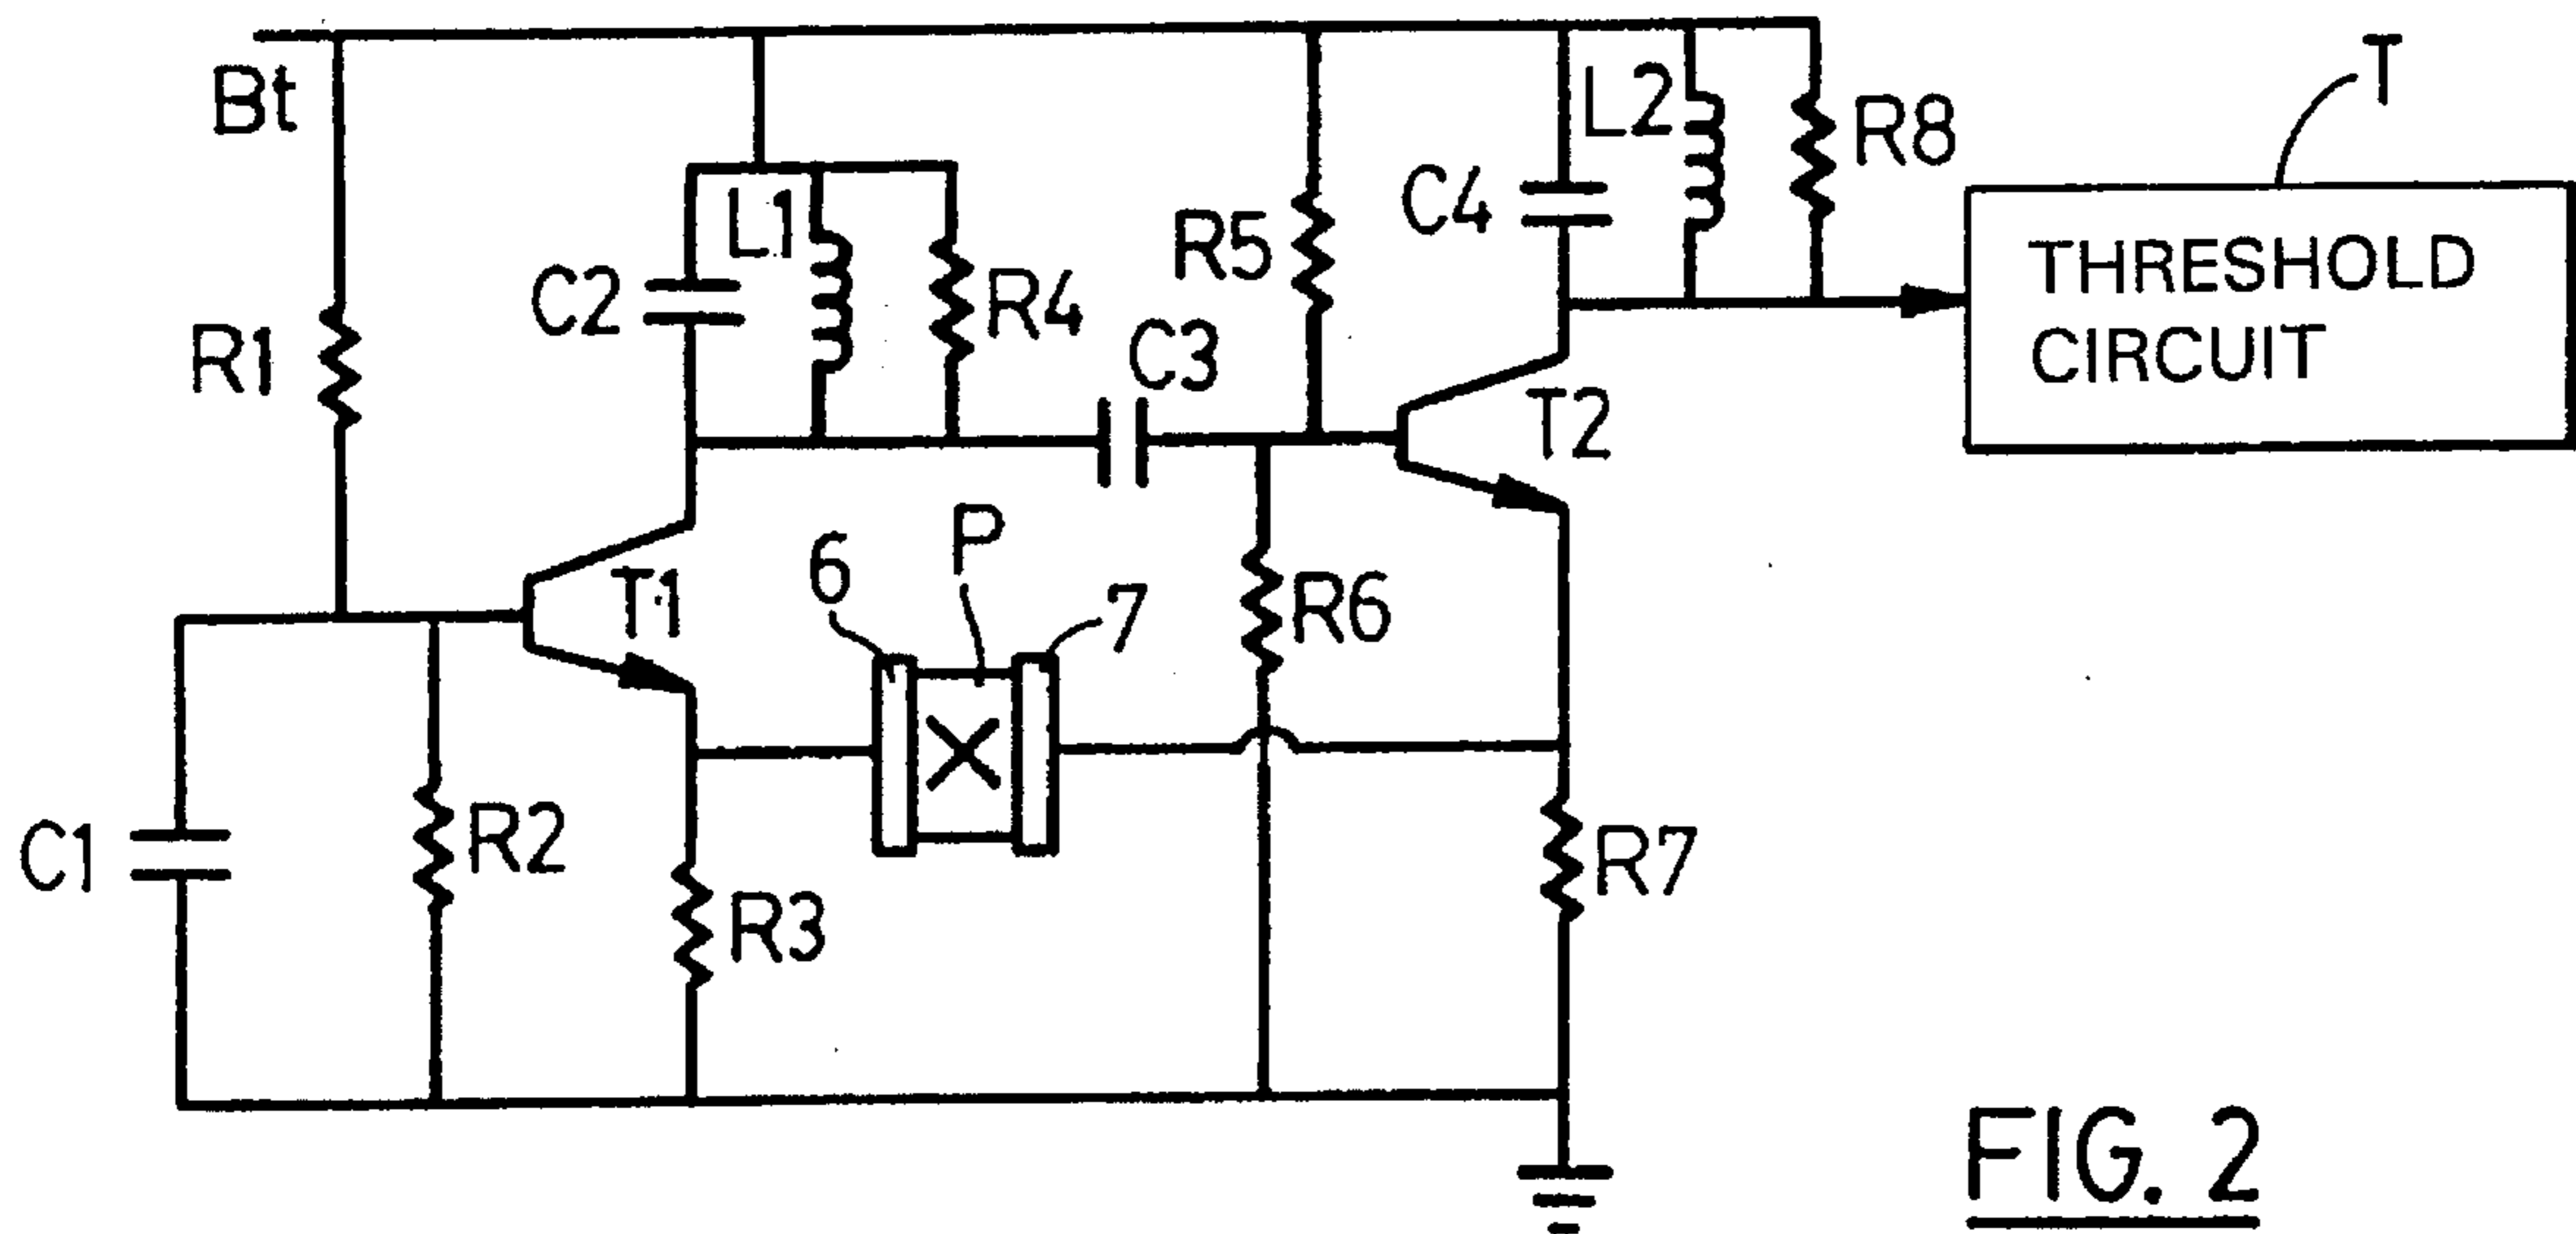 Bt
T
L2
R8
L1
C4
R5
THRESHOLD
CIRCUIT
C2
R4
C3
R1
T2
P
6
T1
7
R6
C1
R2
R7
R3
FIG. 2